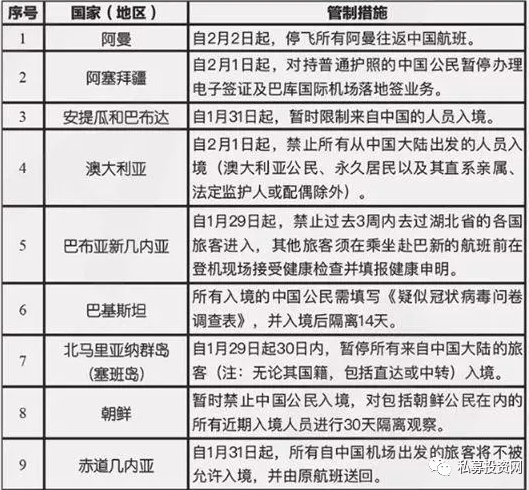 序号 国家（地区） 管制措施
1 阿曼 自2月2日起，停飞所有阿曼往返中国航班。
2 阿塞拜疆 自2月1日起，对持普通护照的中国公民暂停办理
电子签证及巴库国际机场落地签业务。
3 安提瓜和巴布达 自1月31日起，暂时限制来自中国的人员入境。
4 澳大利亚 自2月1日起，禁止所有从中国大陆出发的人员入
境（澳大利亚公民、永久居民以及其直系亲属、
法定监护人或配偶除外）。
5 巴布亚新几内亚 自1月29日起，禁止过去3周内去过湖北省的各国
旅客进入，其他旅客须在乘坐赴巴新的航班前在
登机现场接受健康检查并填报健康申明。
6 巴基斯坦 所有入境的中国公民需填写《疑似冠状病毒问卷
调查表》，并入境后隔离14天。
7 北马里亚纳群岛
（塞班岛） 自1月29日起30日内，暂停所有来自中国大陆的旅
客（注：无论其国籍，包括直达或中转）入境。
8 朝鲜 暂时禁止中国公民入境，对包括朝鲜公民在内的
所有近期入境人员进行30天隔离观察。
9 赤道几内亚 自1月31日起，所有自中国机场出发的旅客将不被
允许入境，并由原航班送回。
私募投资网